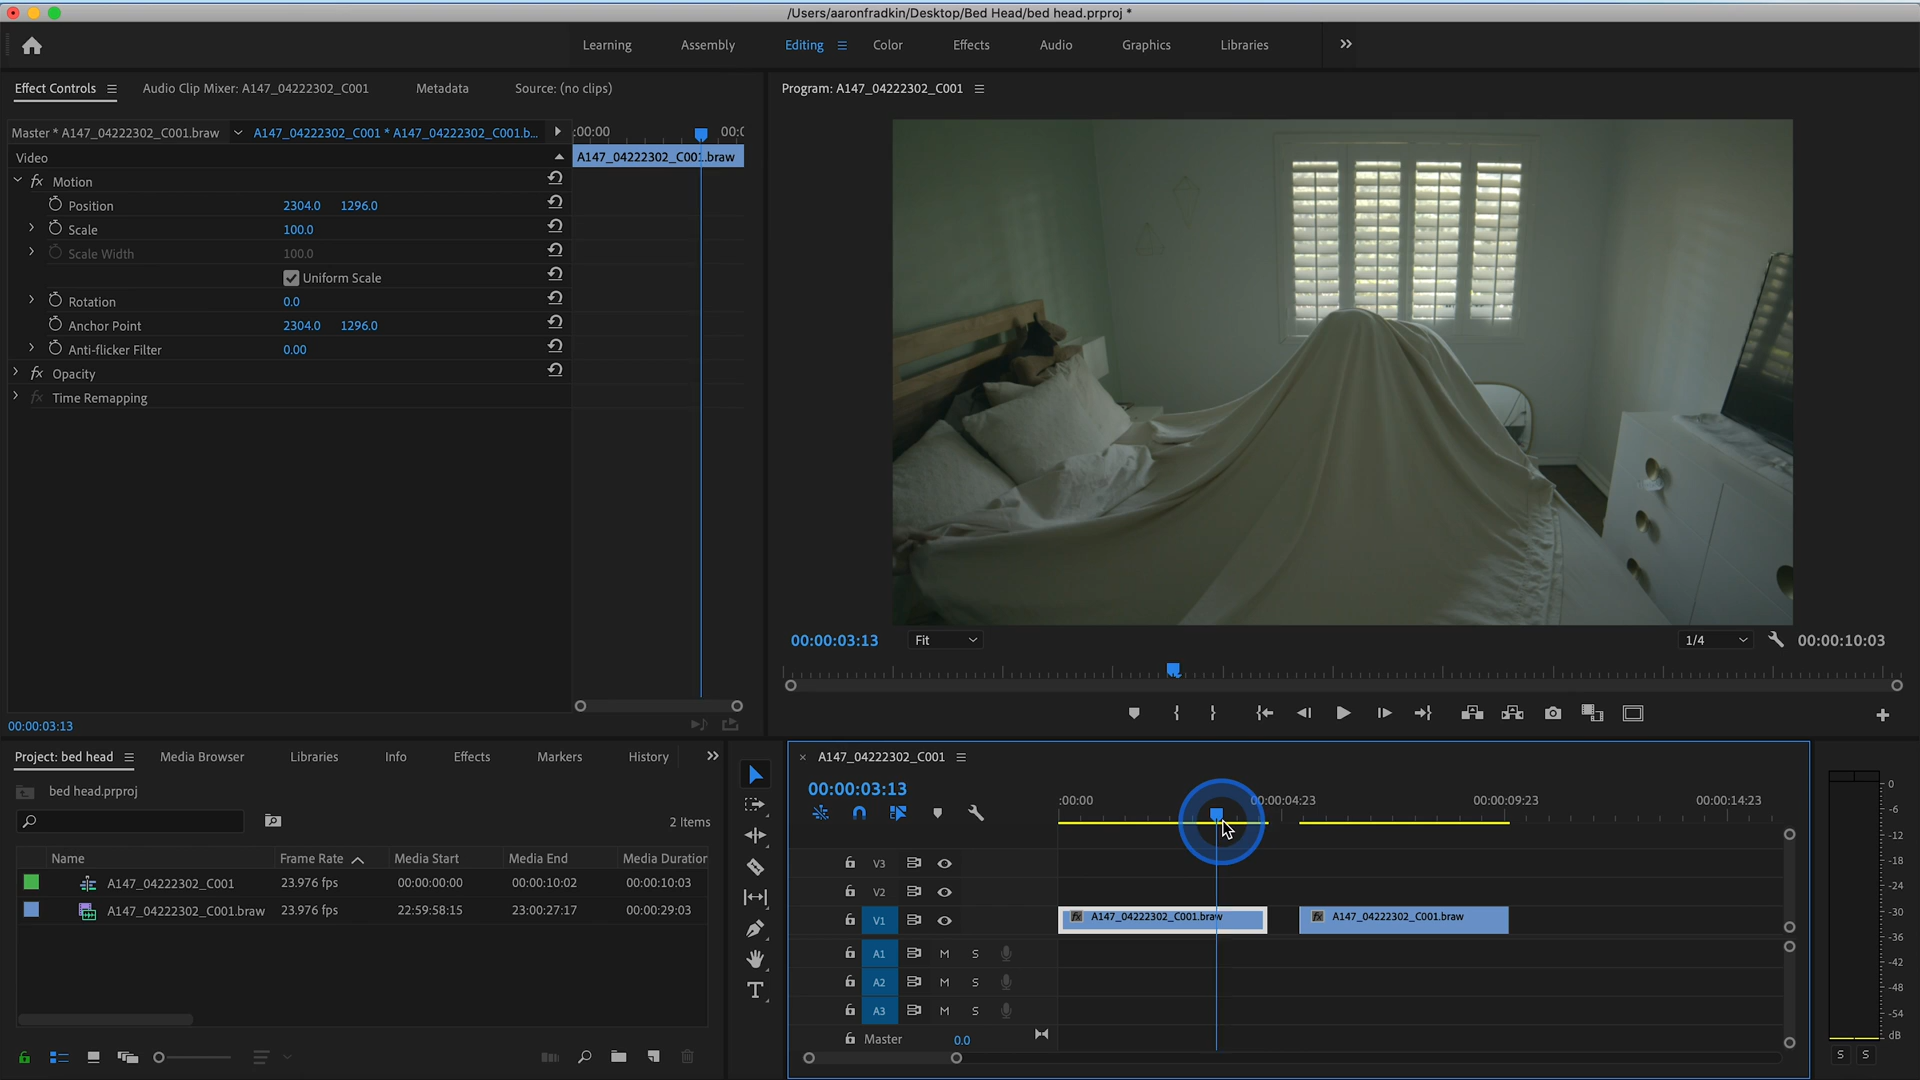 /Users/aaronfradkin/Desktop/Bed Head/bed head.prproj *
Learning Assembly Editing Color Effects Audio Graphics Libraries
Effect Controls Audio Clip Mixer: A147_04222302_C001 Metadata Source: (no clips)
Program: A147_04222302_C001
Master * A147_04222302_C001.braw A147_04222302_C001 * A147_04222302_C001.b... :00:00 00:0
Video A147_04222302_C001.braw
fx Motion
Position 2304.0 1296.0
Scale 100.0
Scale Width 100.0
Uniform Scale
Rotation 0.0
Anchor Point 2304.0 1296.0
Anti-flicker Filter 0.00
fx Opacity
fx Time Remapping
00:00:03:13
00:00:03:13 Fit 1/4 00:00:10:03
Project: bed head Media Browser Libraries Info Effects Markers History
bed head.prproj
2 Items
Name Frame Rate Media Start Media End Media Duration
A147_04222302_C001 23.976 fps 00:00:00:00 00:00:10:02 00:00:10:03
A147_04222302_C001.braw 23.976 fps 22:59:58:15 23:00:27:17 00:00:29:03
T
× A147_04222302_C001
00:00:03:13
:00:00 00:00:04:23 00:00:09:23 00:00:14:23
V3
V2
V1 fx A147_04222302_C001.braw fx A147_04222302_C001.braw
A1 M S
A2 M S
A3 M S
Master 0.0
0
-6
-12
-18
-24
-30
-36
-42
-48
-54
dB
S S